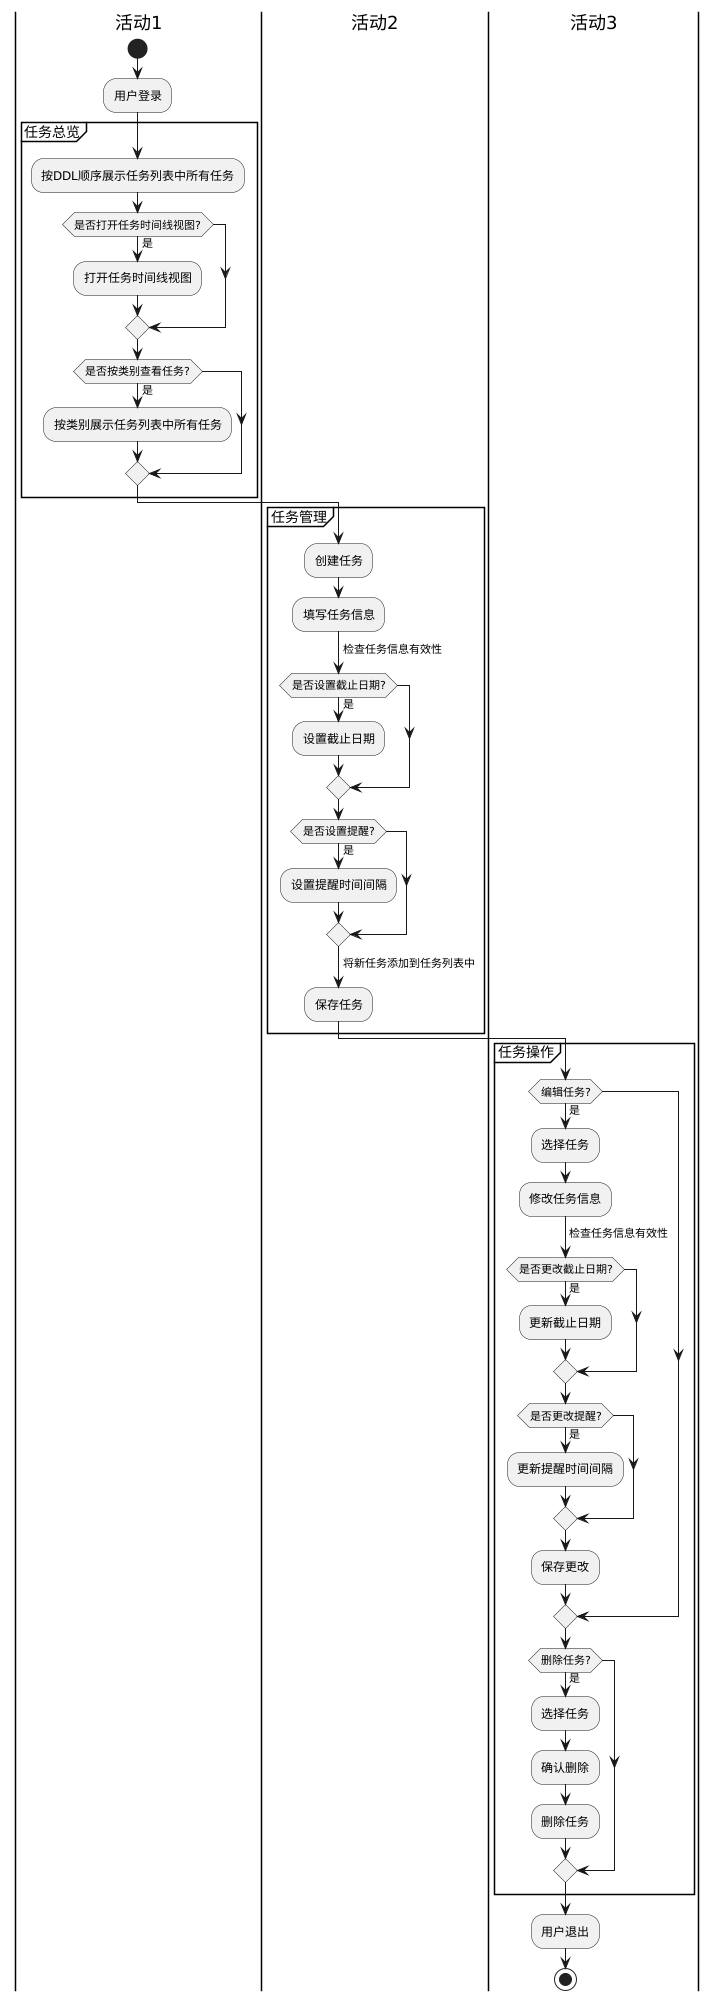 活动1
活动2
活动3
用户登录
任务总览
按DDL顺序展示任务列表中所有任务
是否打开任务时间线视图?
是
打开任务时间线视图
是否按类别查看任务?
是
按类别展示任务列表中所有任务
任务管理
创建任务
填写任务信息
检查任务信息有效性
是否设置截止日期?
是
设置截止日期
是否设置提醒?
是
设置提醒时间间隔
将新任务添加到任务列表中
保存任务
任务操作
编辑任务?
是
选择任务
修改任务信息
检查任务信息有效性
是否更改截止日期?
是
更新截止日期
是否更改提醒?
是
更新提醒时间间隔
保存更改
删除任务?
是
选择任务
确认删除
删除任务
用户退出